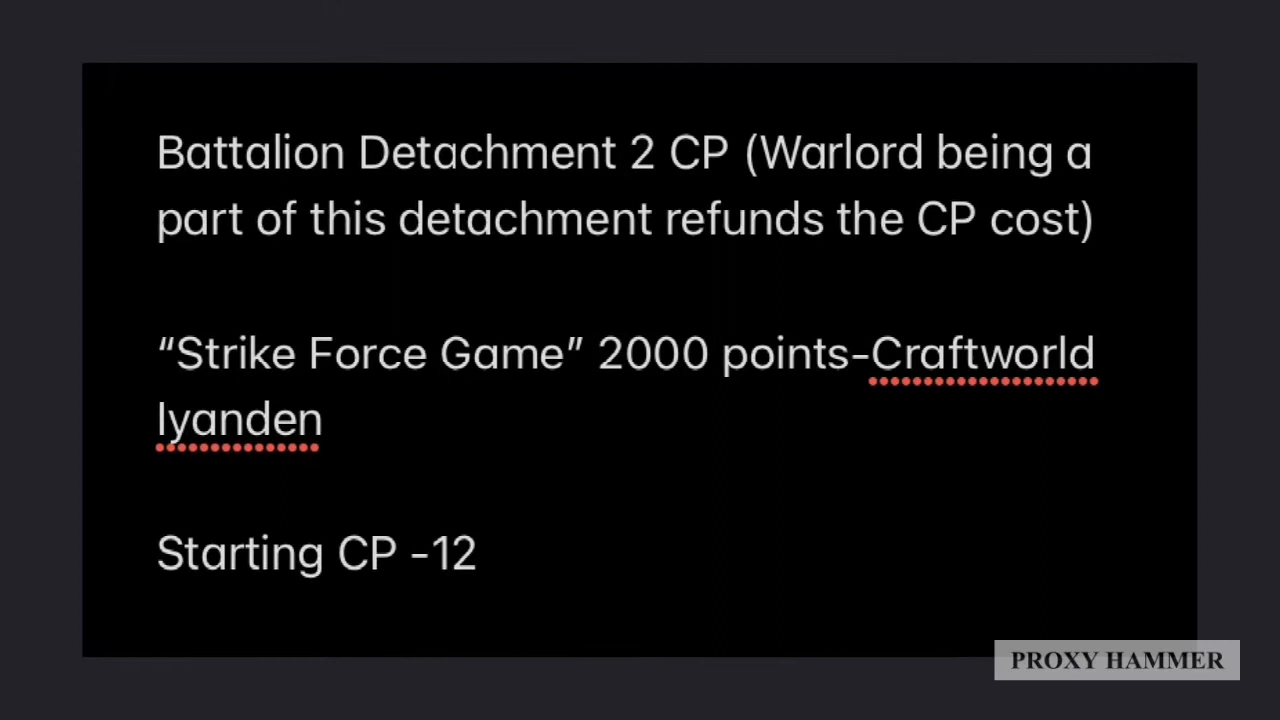 Battalion Detachment 2 CP (Warlord being a
part of this detachment refunds the CP cost)
“Strike Force Game” 2000 points-Craftworld
Iyanden
Starting CP -12
PROXY HAMMER